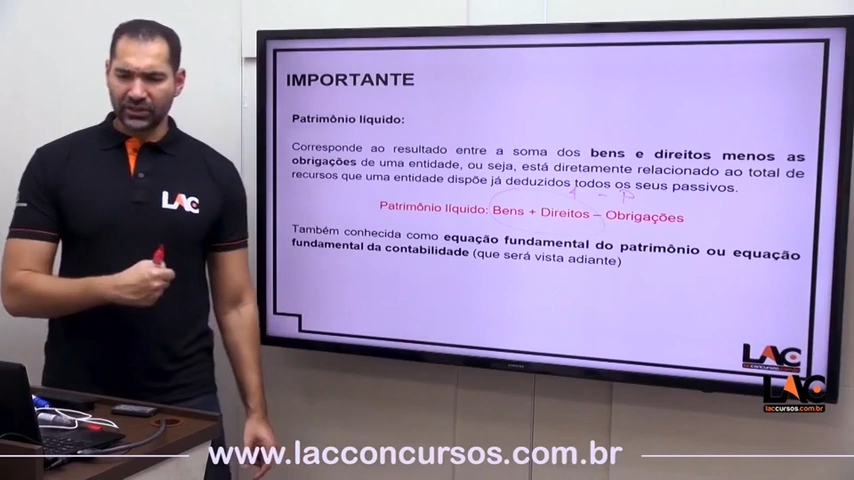 IMPORTANTE
Patrimônio líquido:
Corresponde ao resultado entre a soma dos bens e direitos menos as
obrigações de uma entidade, ou seja, está diretamente relacionado ao total de
recursos que uma entidade dispõe já deduzidos todos os seus passivos.
A - P
Patrimônio líquido: Bens + Direitos – Obrigações
Também conhecida como equação fundamental do patrimônio ou equação
fundamental da contabilidade (que será vista adiante)
LAC
LAC
LAC
laccursos.com.br
www.lacconcursos.com.br